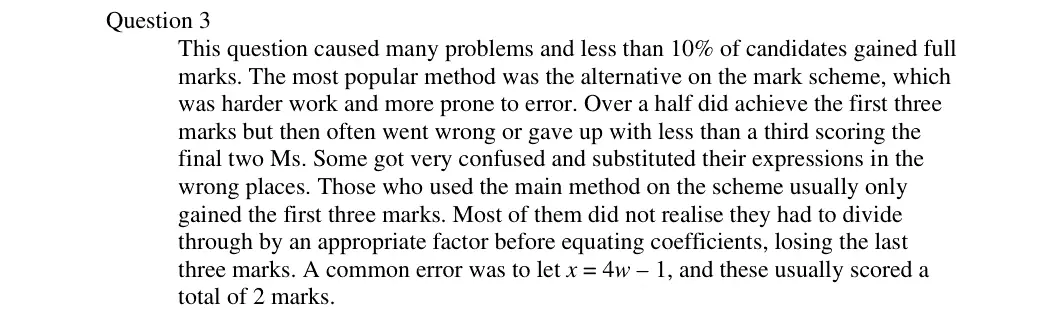 Question 3
This question caused many problems and less than 10% of candidates gained full
marks. The most popular method was the alternative on the mark scheme, which
was harder work and more prone to error. Over a half did achieve the first three
marks but then often went wrong or gave up with less than a third scoring the
final two Ms. Some got very confused and substituted their expressions in the
wrong places. Those who used the main method on the scheme usually only
gained the first three marks. Most of them did not realise they had to divide
through by an appropriate factor before equating coefficients, losing the last
three marks. A common error was to let x = 4w – 1, and these usually scored a
total of 2 marks.